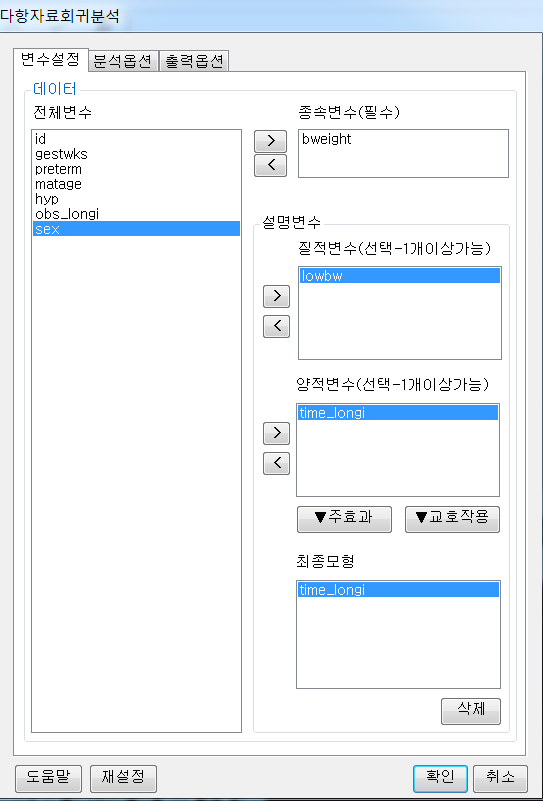 다항자료회귀분석
변수설정 분석옵션 출력옵션
데이터
전체변수
id
gestwks
preterm
matage
hyp
obs_longi
sex
>
<
종속변수(필수)
bweight
설명변수
질적변수(선택-1개이상가능)
>
<
lowbw
양적변수(선택-1개이상가능)
>
<
time_longi
▼주효과 ▼교호작용
최종모형
time_longi
삭제
도움말 재설정 확인 취소